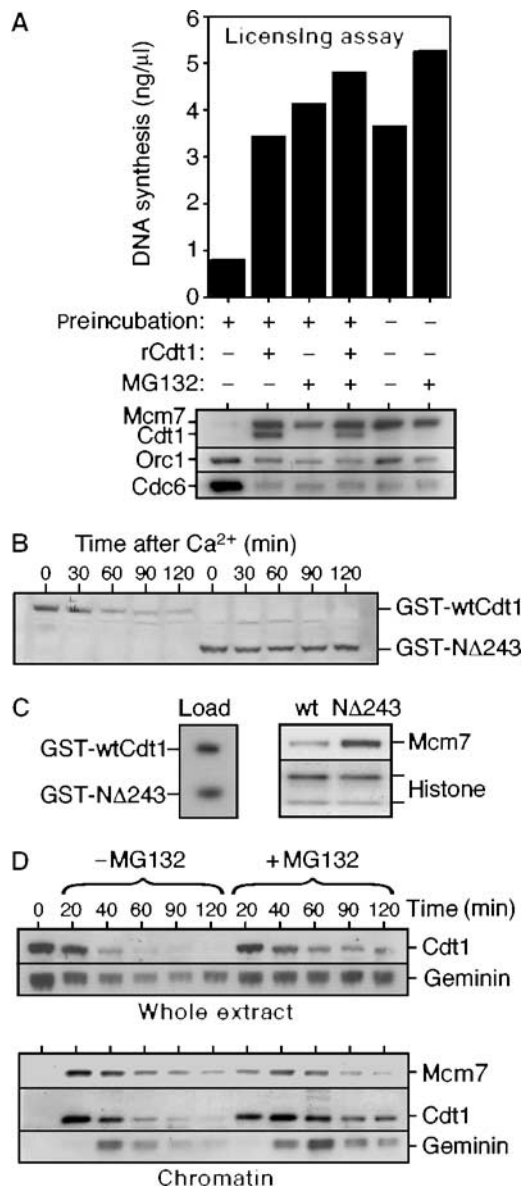 A
Licensing assay
DNA synthesis (ng/μl)
6
5
4
3
2
1
0
Preincubation: + + + + − −
rCdt1: − + − + − −
MG132: − − + + − +
Mcm7
Cdt1
Orc1
Cdc6
B
Time after Ca²⁺ (min)
0 30 60 90 120 0 30 60 90 120
GST-wtCdt1
GST-NΔ243
C
Load
wt NΔ243
GST-wtCdt1
GST-NΔ243
Mcm7
Histone
D
−MG132 +MG132
0 20 40 60 90 120 20 40 60 90 120 Time (min)
Cdt1
Geminin
Whole extract
Mcm7
Cdt1
Geminin
Chromatin